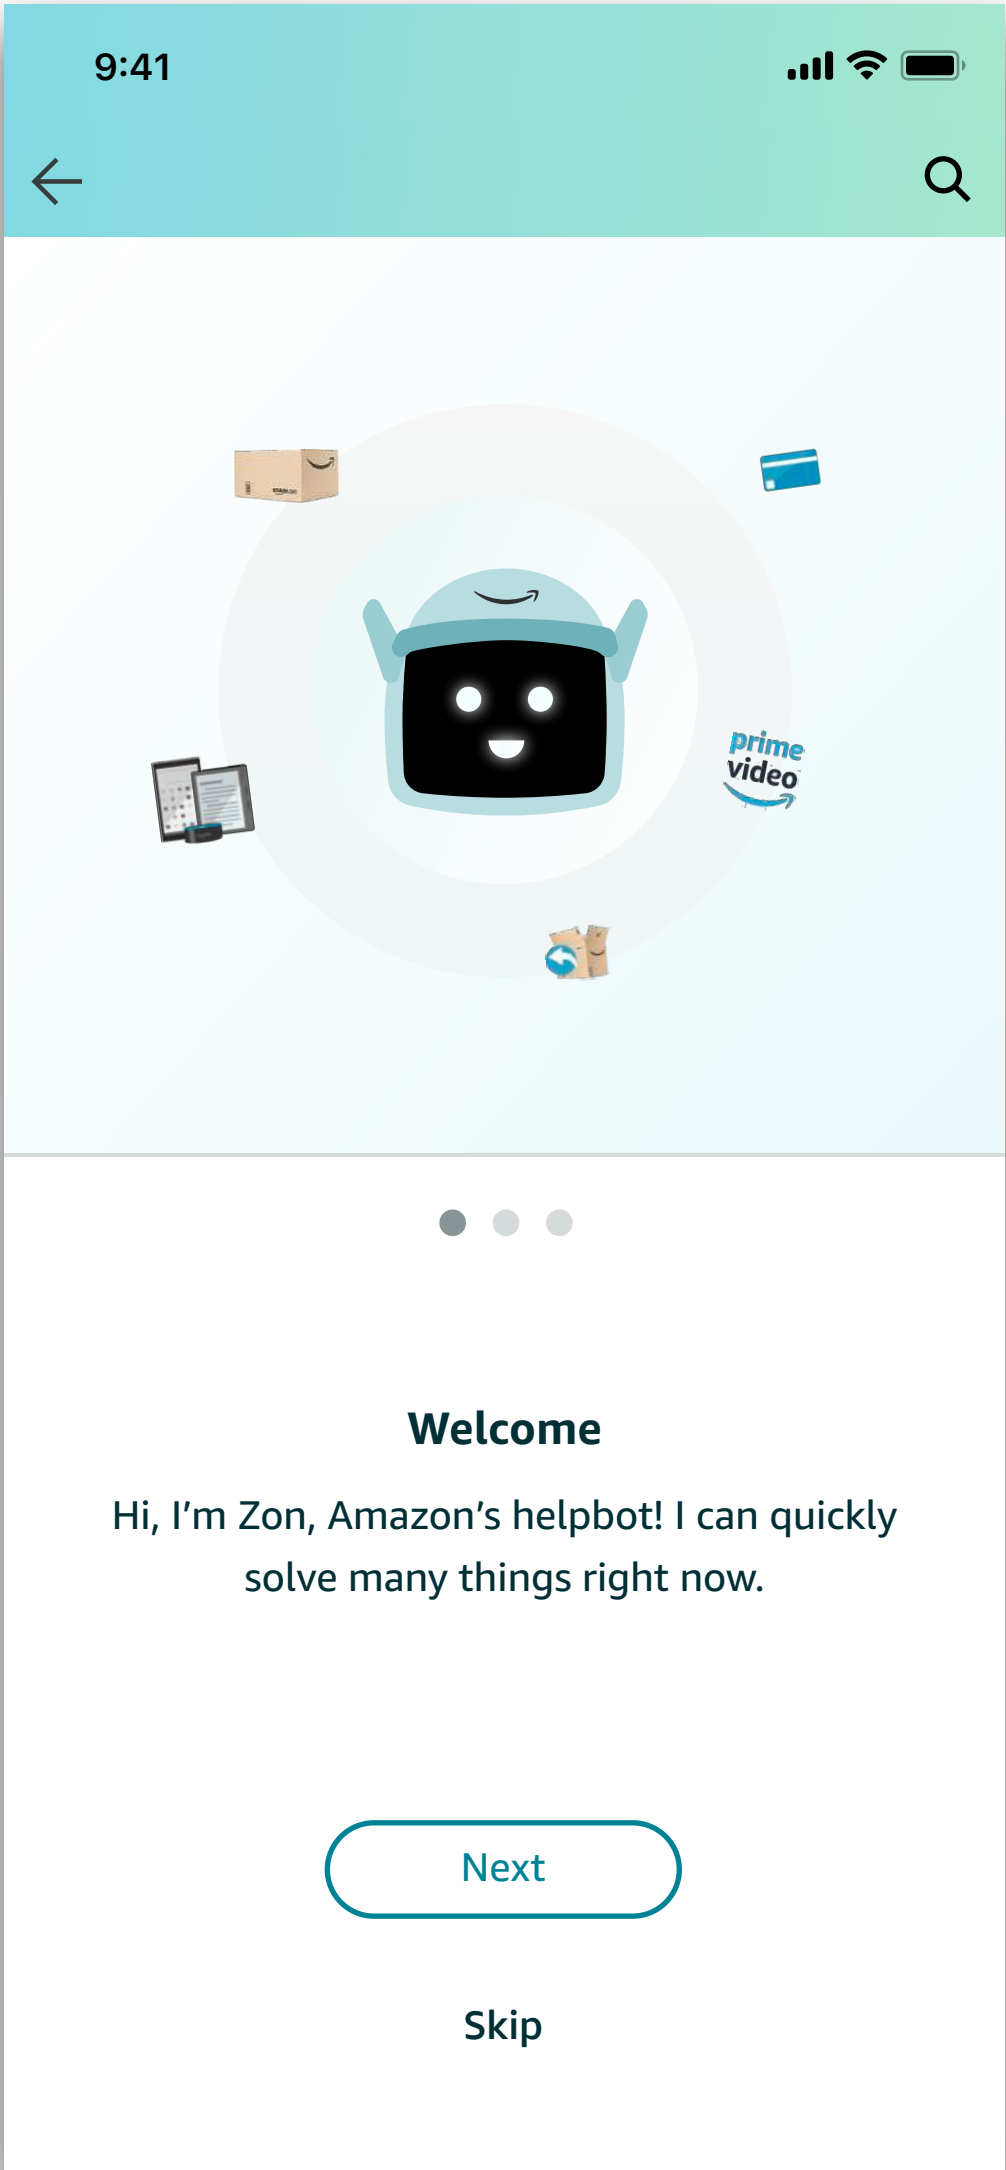 9:41
prime
video
Welcome
Hi, I’m Zon, Amazon’s helpbot! I can quickly
solve many things right now.
Next
Skip